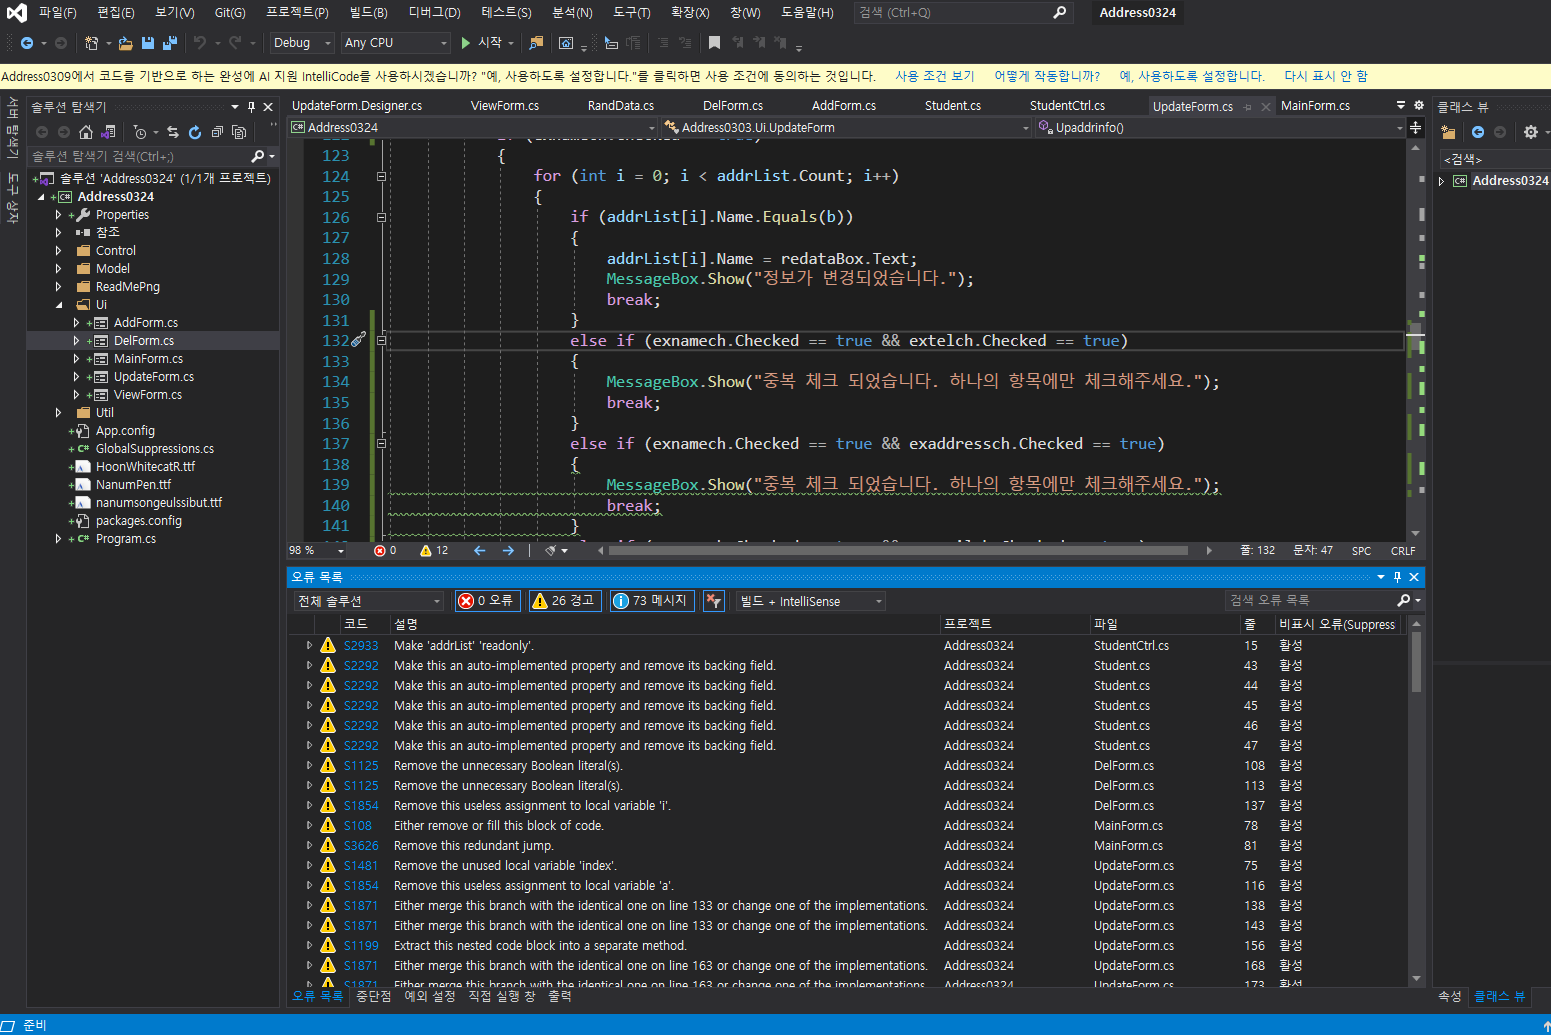 파일(F) 편집(E) 보기(V) Git(G) 프로젝트(P) 빌드(B) 디버그(D) 테스트(S) 분석(N) 도구(T) 확장(X) 창(W) 도움말(H) 검색 (Ctrl+Q) Address0324
Debug Any CPU 시작
Address0309에서 코드를 기반으로 하는 완성에 AI 지원 IntelliCode를 사용하시겠습니까? "예, 사용하도록 설정합니다."를 클릭하면 사용 조건에 동의하는 것입니다. 사용 조건 보기 어떻게 작동합니까? 예, 사용하도록 설정합니다. 다시 표시 안 함
서버 탐색기
도구 상자
솔루션 탐색기
솔루션 탐색기 검색(Ctrl+;)
솔루션 'Address0324' (1/1개 프로젝트)
Address0324
Properties
참조
Control
Model
ReadMePng
Ui
AddForm.cs
DelForm.cs
MainForm.cs
UpdateForm.cs
ViewForm.cs
Util
App.config
GlobalSuppressions.cs
HoonWhitecatR.ttf
NanumPen.ttf
nanumsongeulssibut.ttf
packages.config
Program.cs
UpdateForm.Designer.cs ViewForm.cs RandData.cs DelForm.cs AddForm.cs Student.cs StudentCtrl.cs UpdateForm.cs MainForm.cs
Address0324 Address0303.Ui.UpdateForm Upaddrinfo()
123 {
124 for (int i = 0; i < addrList.Count; i++)
125 {
126 if (addrList[i].Name.Equals(b))
127 {
128 addrList[i].Name = redataBox.Text;
129 MessageBox.Show("정보가 변경되었습니다.");
130 break;
131 }
132 else if (exnamech.Checked == true && extelch.Checked == true)
133 {
134 MessageBox.Show("중복 체크 되었습니다. 하나의 항목에만 체크해주세요.");
135 break;
136 }
137 else if (exnamech.Checked == true && exaddressch.Checked == true)
138 {
139 MessageBox.Show("중복 체크 되었습니다. 하나의 항목에만 체크해주세요.");
140 break;
141 }
98 % 0 12 줄: 132 문자: 47 SPC CRLF
오류 목록
전체 솔루션 0 오류 26 경고 73 메시지 빌드 + IntelliSense 검색 오류 목록
코드 설명 프로젝트 파일 줄 비표시 오류(Suppress
S2933 Make 'addrList' 'readonly'. Address0324 StudentCtrl.cs 15 활성
S2292 Make this an auto-implemented property and remove its backing field. Address0324 Student.cs 43 활성
S2292 Make this an auto-implemented property and remove its backing field. Address0324 Student.cs 44 활성
S2292 Make this an auto-implemented property and remove its backing field. Address0324 Student.cs 45 활성
S2292 Make this an auto-implemented property and remove its backing field. Address0324 Student.cs 46 활성
S2292 Make this an auto-implemented property and remove its backing field. Address0324 Student.cs 47 활성
S1125 Remove the unnecessary Boolean literal(s). Address0324 DelForm.cs 108 활성
S1125 Remove the unnecessary Boolean literal(s). Address0324 DelForm.cs 113 활성
S1854 Remove this useless assignment to local variable 'i'. Address0324 DelForm.cs 137 활성
S108 Either remove or fill this block of code. Address0324 MainForm.cs 78 활성
S3626 Remove this redundant jump. Address0324 MainForm.cs 81 활성
S1481 Remove the unused local variable 'index'. Address0324 UpdateForm.cs 75 활성
S1854 Remove this useless assignment to local variable 'a'. Address0324 UpdateForm.cs 116 활성
S1871 Either merge this branch with the identical one on line 133 or change one of the implementations. Address0324 UpdateForm.cs 138 활성
S1871 Either merge this branch with the identical one on line 133 or change one of the implementations. Address0324 UpdateForm.cs 143 활성
S1199 Extract this nested code block into a separate method. Address0324 UpdateForm.cs 156 활성
S1871 Either merge this branch with the identical one on line 163 or change one of the implementations. Address0324 UpdateForm.cs 168 활성
S1871 Either merge this branch with the identical one on line 163 or change one of the implementations. Address0324 UpdateForm.cs 173 활성
오류 목록 중단점 예외 설정 직접 실행 창 출력
클래스 뷰
<검색>
Address0324
속성 클래스 뷰
준비